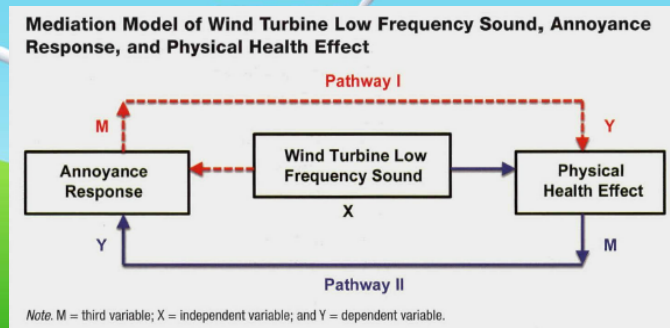 Mediation Model of Wind Turbine Low Frequency Sound, Annoyance
Response, and Physical Health Effect
Pathway I
M
Y
Annoyance
Response
Wind Turbine Low
Frequency Sound
Physical
Health Effect
X
Y
M
Pathway II
Note. M = third variable; X = independent variable; and Y = dependent variable.